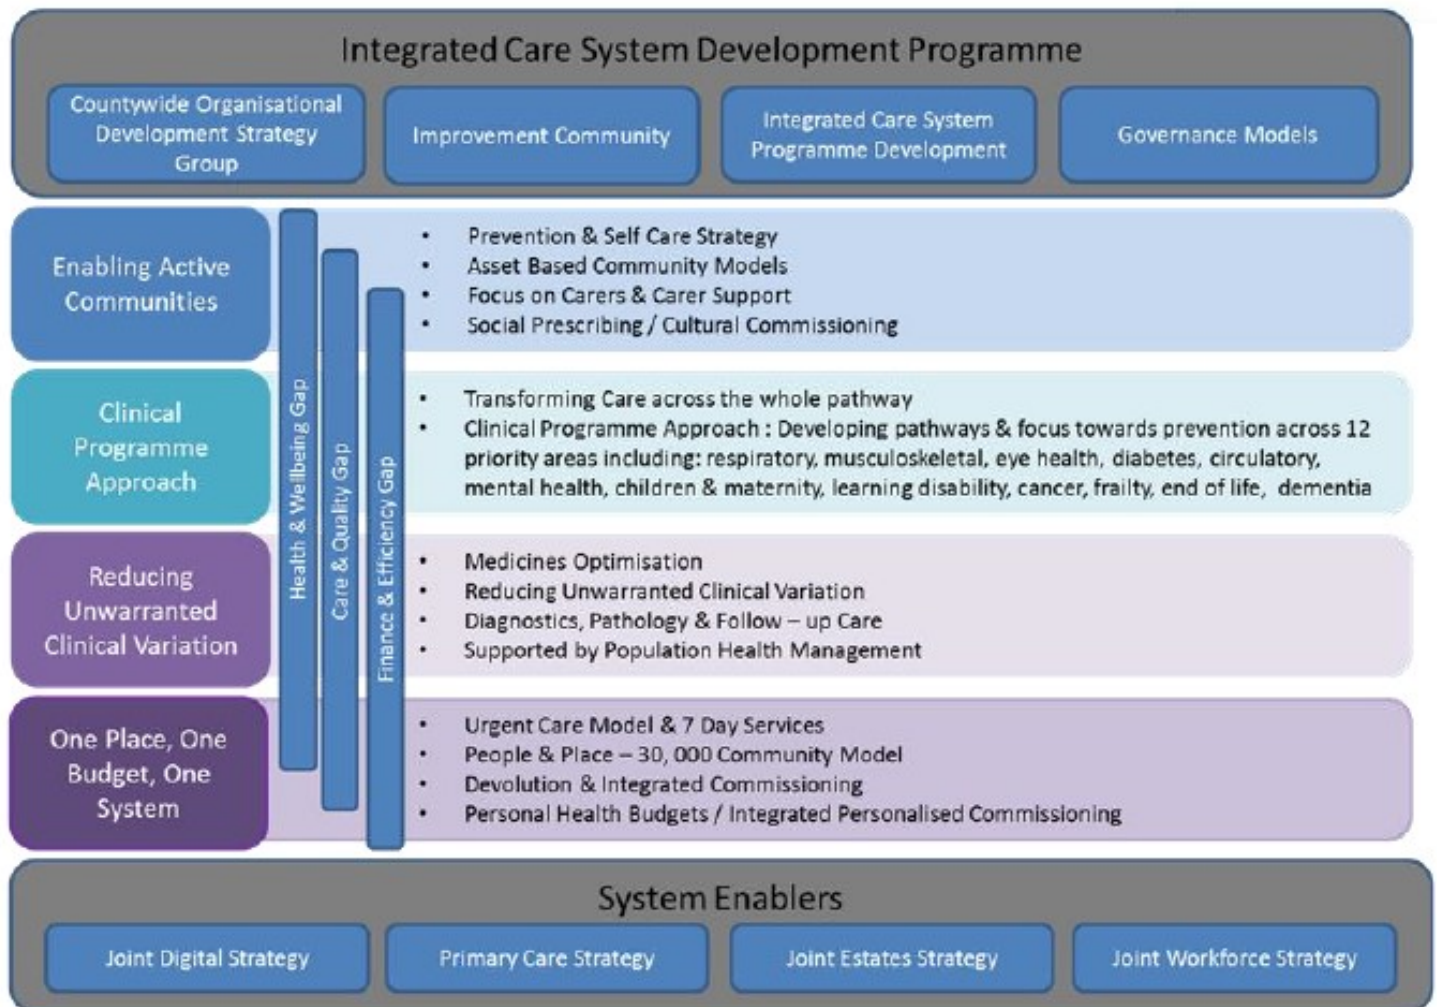 Integrated Care System Development Programme
Countywide Organisational
Development Strategy
Group
Improvement Community
Integrated Care System
Programme Development
Governance Models
Enabling Active
Communities
• Prevention & Self Care Strategy
• Asset Based Community Models
• Focus on Carers & Carer Support
• Social Prescribing / Cultural Commissioning
Health & Wellbeing Gap
Care & Quality Gap
Finance & Efficiency Gap
Clinical
Programme
Approach
• Transforming Care across the whole pathway
• Clinical Programme Approach : Developing pathways & focus towards prevention across 12
priority areas including: respiratory, musculoskeletal, eye health, diabetes, circulatory,
mental health, children & maternity, learning disability, cancer, frailty, end of life, dementia
Reducing
Unwarranted
Clinical Variation
• Medicines Optimisation
• Reducing Unwarranted Clinical Variation
• Diagnostics, Pathology & Follow – up Care
• Supported by Population Health Management
One Place, One
Budget, One
System
• Urgent Care Model & 7 Day Services
• People & Place – 30, 000 Community Model
• Devolution & Integrated Commissioning
• Personal Health Budgets / Integrated Personalised Commissioning
System Enablers
Joint Digital Strategy
Primary Care Strategy
Joint Estates Strategy
Joint Workforce Strategy